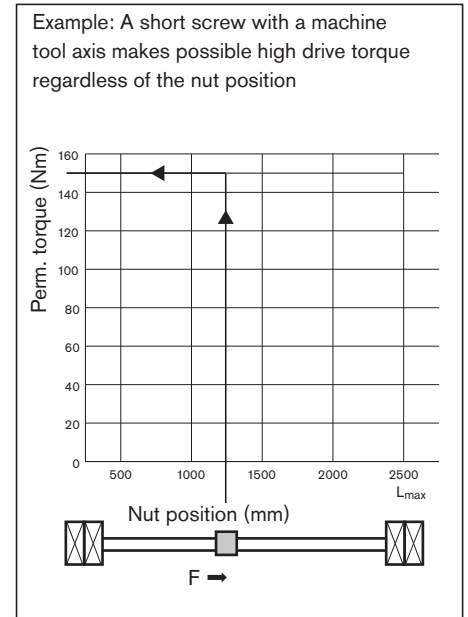 Example: A short screw with a machine
tool axis makes possible high drive torque
regardless of the nut position
Perm. torque (Nm)
160
140
120
100
80
60
40
20
0
500 1000 1500 2000 2500
Lmax
Nut position (mm)
F